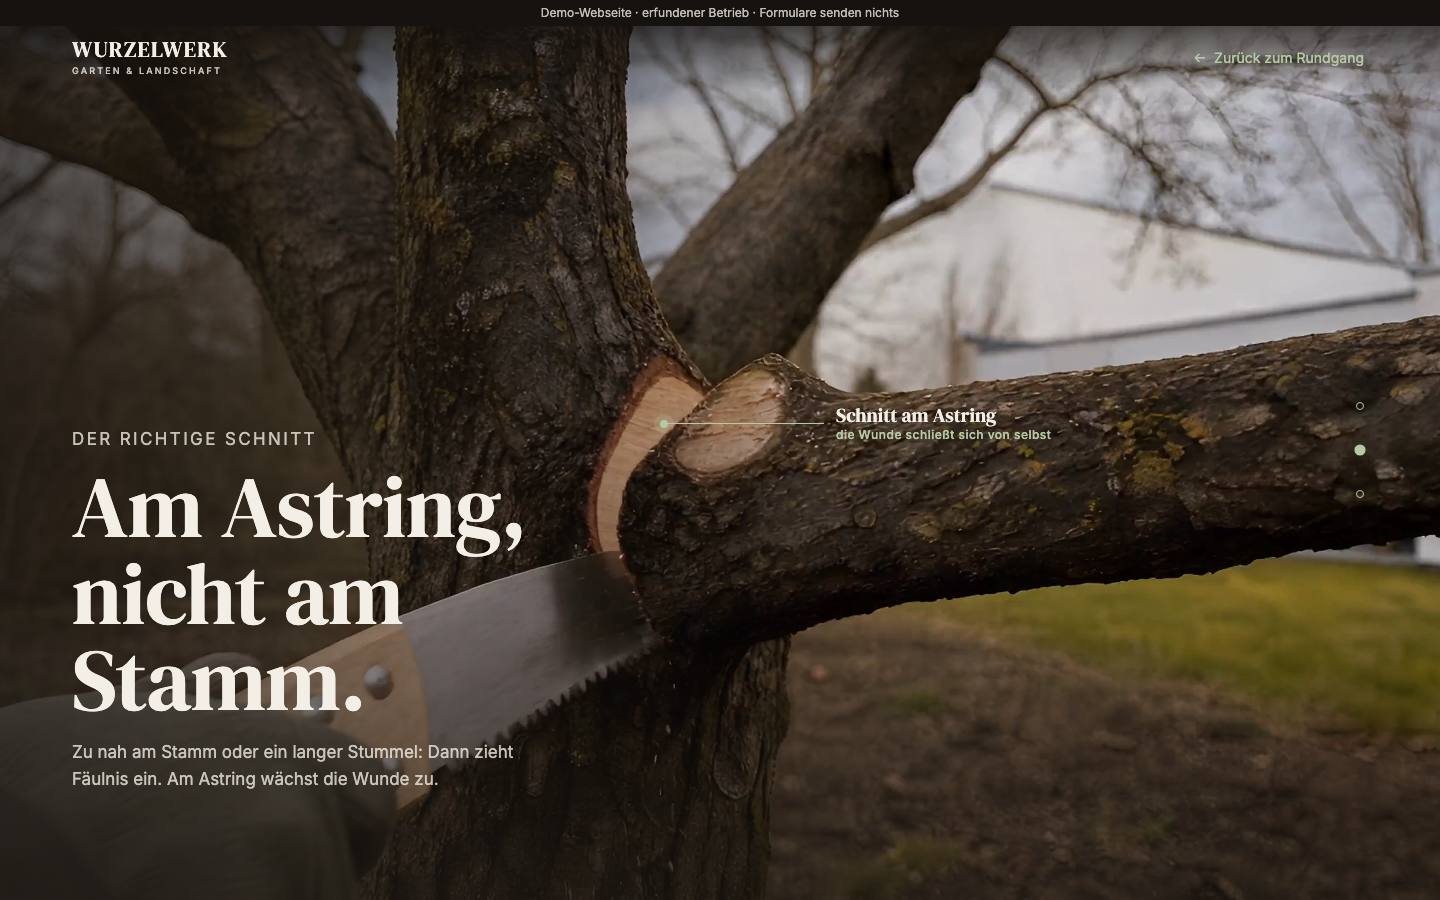 Demo-Webseite · erfundener Betrieb · Formulare senden nichts
WURZELWERK
GARTEN & LANDSCHAFT
← Zurück zum Rundgang
Schnitt am Astring
die Wunde schließt sich von selbst
DER RICHTIGE SCHNITT
Am Astring,
nicht am
Stamm.
Zu nah am Stamm oder ein langer Stummel: Dann zieht
Fäulnis ein. Am Astring wächst die Wunde zu.